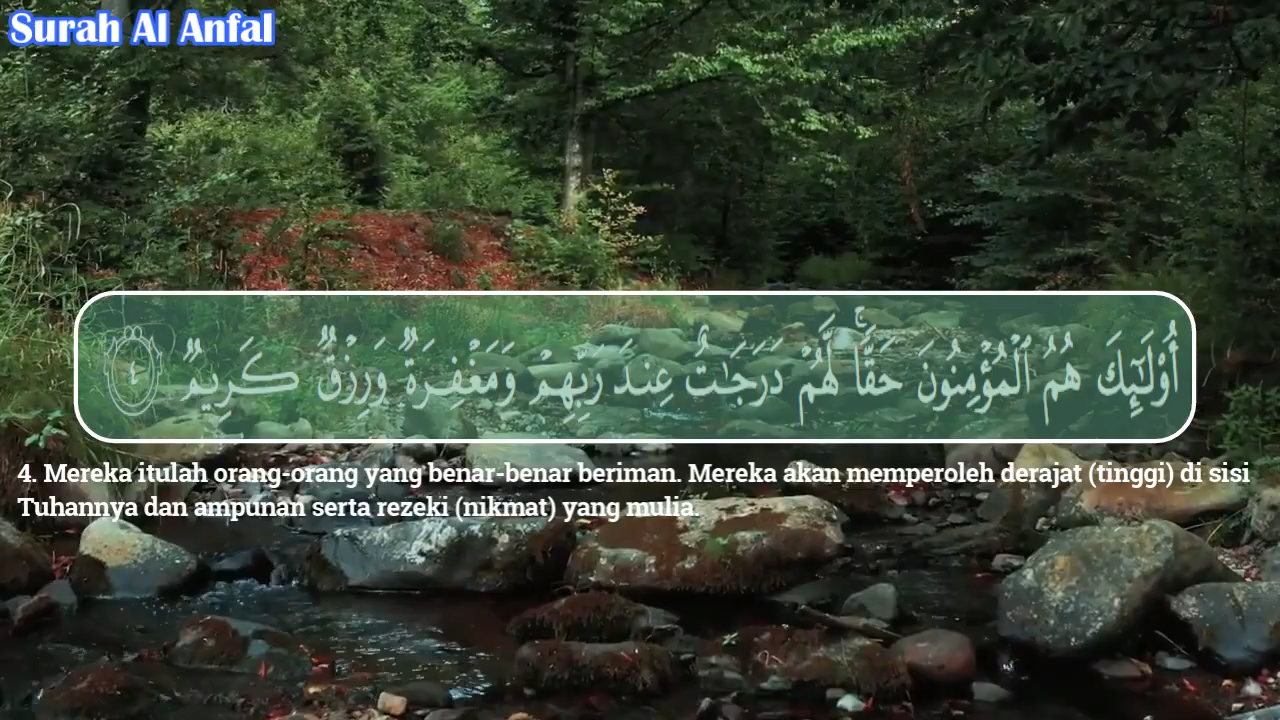 Surah Al Anfal
أُو۟لَـٰٓئِكَ هُمُ ٱلْمُؤْمِنُونَ حَقًّا ۚ لَّهُمْ دَرَجَـٰتٌ عِندَ رَبِّهِمْ وَمَغْفِرَةٌ وَرِزْقٌ كَرِيمٌ ٤
4. Mereka itulah orang-orang yang benar-benar beriman. Mereka akan memperoleh derajat (tinggi) di sisi
Tuhannya dan ampunan serta rezeki (nikmat) yang mulia.